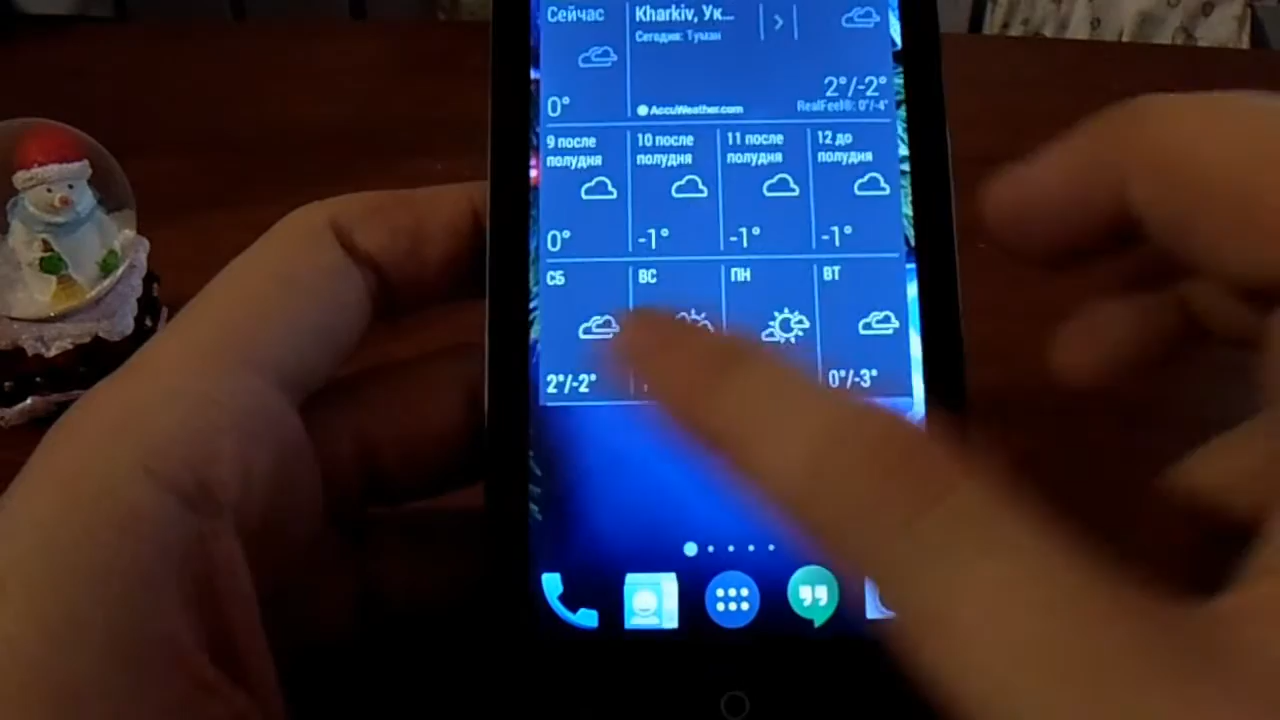 Сейчас
Kharkiv, Ук...
Сегодня: Туман
0°
2°/-2°
AccuWeather.com
RealFeel®: 0°/-4°
9 после полудня
10 после полудня
11 после полудня
12 до полудня
0°
-1°
-1°
-1°
СБ
ВС
ПН
ВТ
2°/-2°
0°/-3°